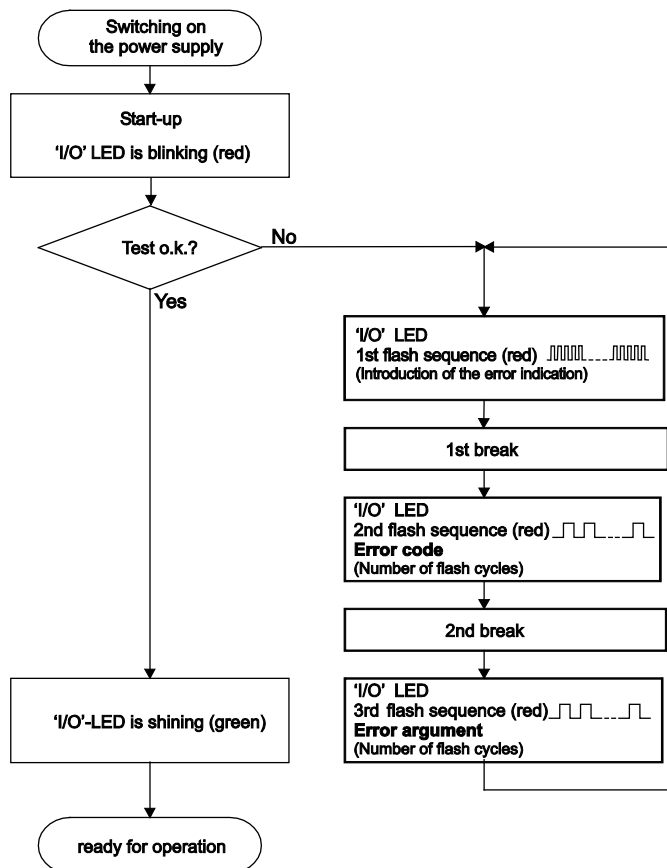 Switching on
the power supply
Start-up
‘I/O’ LED is blinking (red)
Test o.k.?
No
Yes
‘I/O’ LED
1st flash sequence (red)
(Introduction of the error indication)
1st break
‘I/O’ LED
2nd flash sequence (red)
Error code
(Number of flash cycles)
2nd break
‘I/O’ LED
3rd flash sequence (red)
Error argument
(Number of flash cycles)
‘I/O’-LED is shining (green)
ready for operation